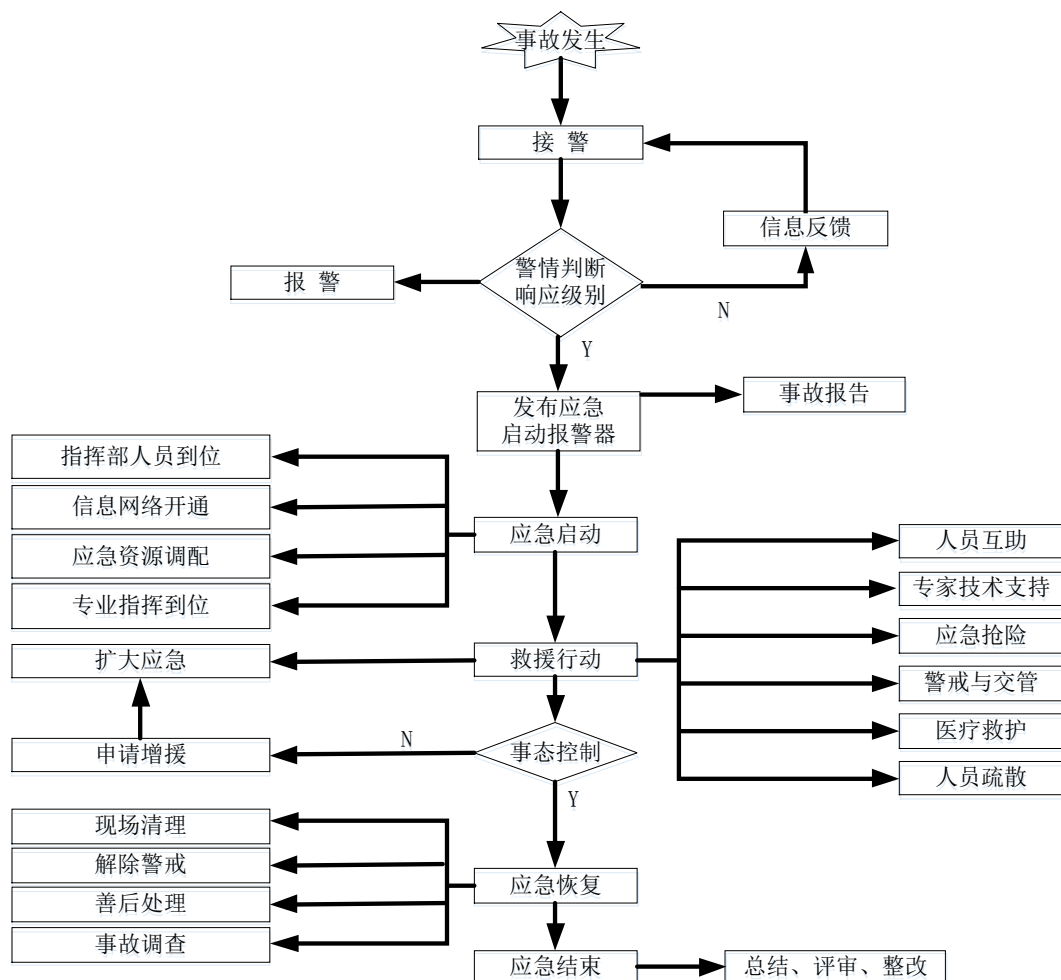 事故发生
接 警
信息反馈
警情判断
响应级别
报 警
N
Y
事故报告
发布应急
启动报警器
指挥部人员到位
信息网络开通
应急启动
应急资源调配
专业指挥到位
人员互助
专家技术支持
应急抢险
扩大应急
救援行动
警戒与交管
医疗救护
申请增援
N
事态控制
人员疏散
Y
现场清理
解除警戒
应急恢复
善后处理
事故调查
应急结束
总结、评审、整改